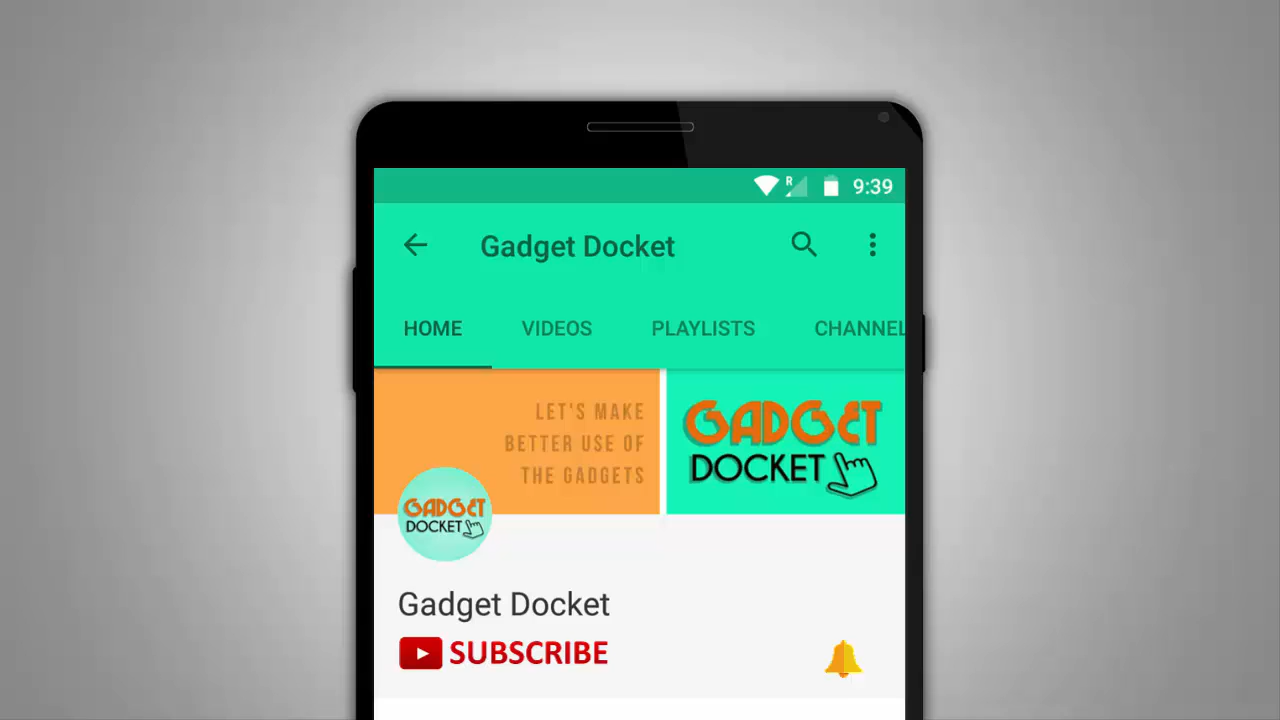 R 9:39
Gadget Docket
HOME VIDEOS PLAYLISTS CHANNEL
LET'S MAKE
BETTER USE OF
THE GADGETS
GADGET
DOCKET
GADGET
DOCKET
Gadget Docket
SUBSCRIBE